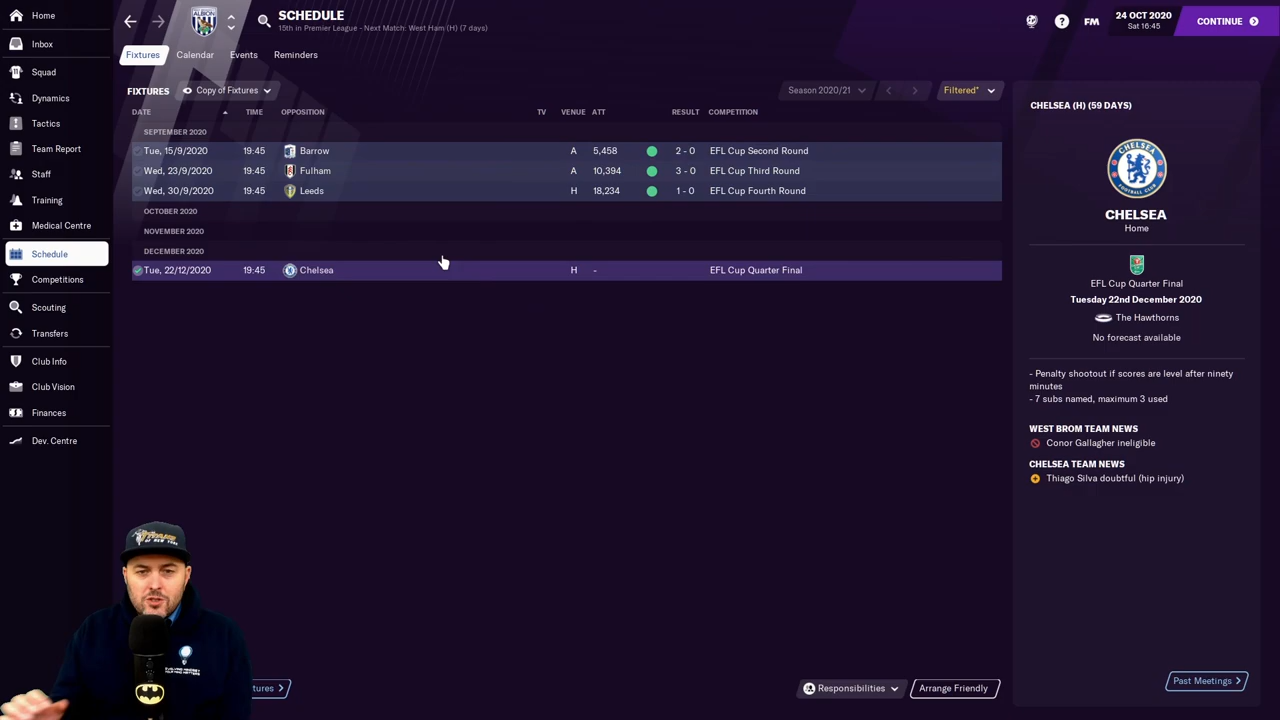 Home
Inbox
Squad
Dynamics
Tactics
Team Report
Staff
Training
Medical Centre
Schedule
Competitions
Scouting
Transfers
Club Info
Club Vision
Finances
Dev. Centre
ALBION
SCHEDULE
15th in Premier League - Next Match: West Ham (H) (7 days)
FM
24 OCT 2020
Sat 16:45
CONTINUE
Fixtures Calendar Events Reminders
FIXTURES Copy of Fixtures Season 2020/21 Filtered*
DATE TIME OPPOSITION TV VENUE ATT RESULT COMPETITION
SEPTEMBER 2020
Tue, 15/9/2020 19:45 Barrow A 5,458 2 - 0 EFL Cup Second Round
Wed, 23/9/2020 19:45 Fulham A 10,394 3 - 0 EFL Cup Third Round
Wed, 30/9/2020 19:45 Leeds H 18,234 1 - 0 EFL Cup Fourth Round
OCTOBER 2020
NOVEMBER 2020
DECEMBER 2020
Tue, 22/12/2020 19:45 Chelsea H - EFL Cup Quarter Final
CHELSEA (H) (59 DAYS)
CHELSEA
Home
EFL Cup Quarter Final
Tuesday 22nd December 2020
The Hawthorns
No forecast available
- Penalty shootout if scores are level after ninety
minutes
- 7 subs named, maximum 3 used
WEST BROM TEAM NEWS
Conor Gallagher ineligible
CHELSEA TEAM NEWS
Thiago Silva doubtful (hip injury)
Past Meetings
tures
Responsibilities
Arrange Friendly